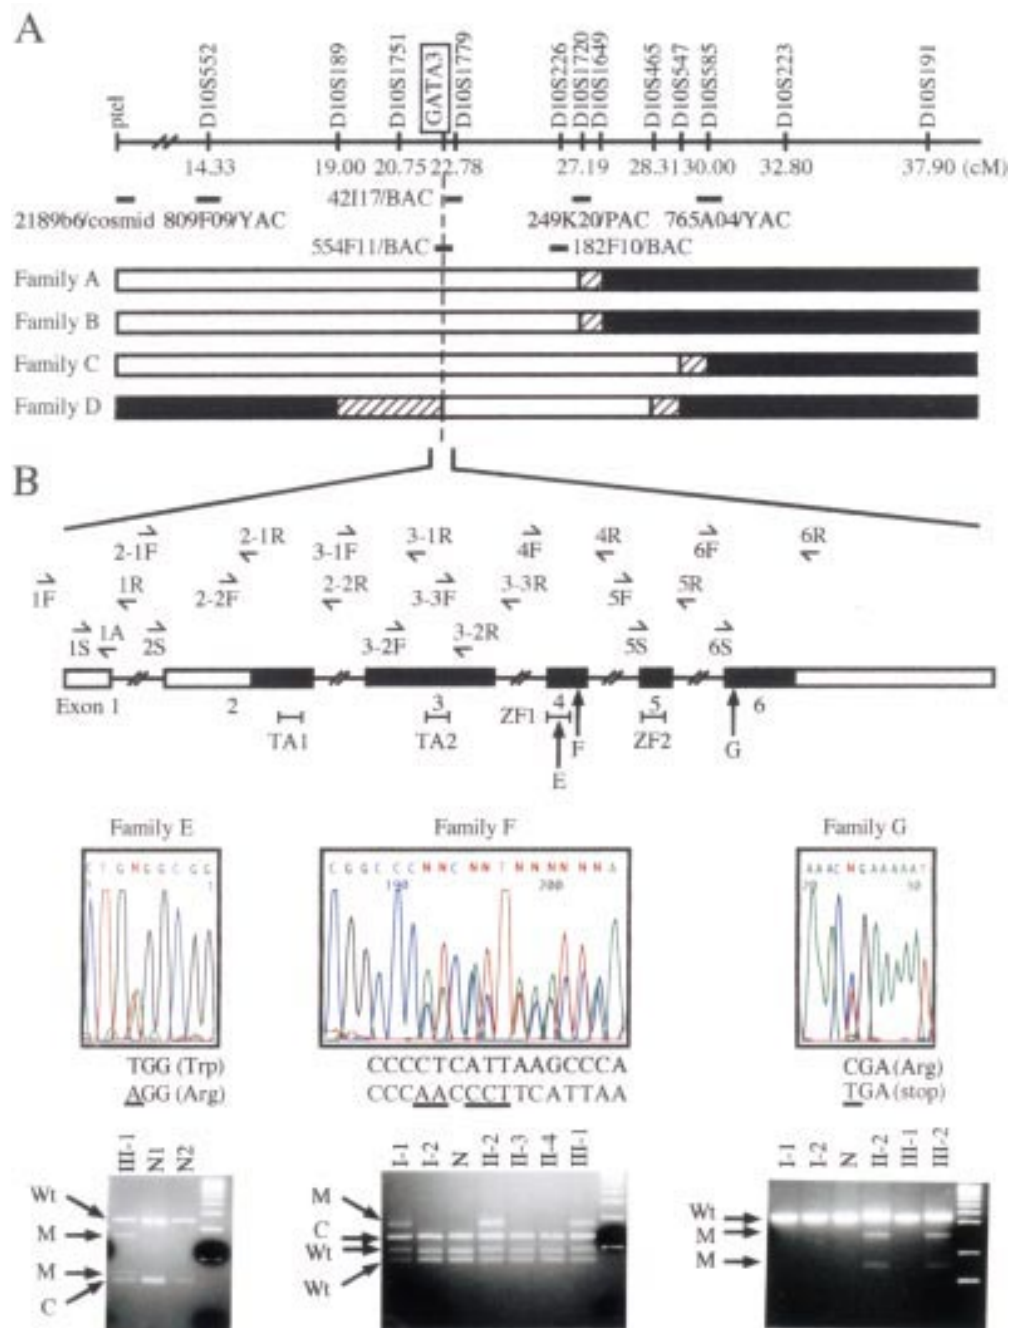 A
ptel
D10S552
D10S189
D10S1751
GATA3
D10S1779
D10S226
D10S1720
D10S1649
D10S465
D10S547
D10S585
D10S223
D10S191
14.33 19.00 20.75 22.78 27.19 28.31 30.00 32.80 37.90 (cM)
42I17/BAC
2189b6/cosmid 809F09/YAC 249K20/PAC 765A04/YAC
554F11/BAC 182F10/BAC
Family A
Family B
Family C
Family D
B
2-1F 2-1R 3-1F 3-1R 4F 4R 6F 6R
1F 1R 2-2F 2-2R 3-3F 3-3R 5F 5R
1S 1A 2S 3-2F 3-2R 5S 6S
Exon 1 2 3 4 5 6
TA1 TA2 ZF1 ZF2
E F G
Family E Family F Family G
C T G N G G C G G
C G G C C C N N C N N T N N N N N N N A
190 200
A A A C N G A A A A A T
TGG (Trp)
AGG (Arg)
CCCCTCATTAAGCCCA
CCCAACCCTTCATTAA
CGA (Arg)
TGA (stop)
III-1 N1 N2
Wt
M
M
C
I-1 I-2 N II-2 II-3 II-4 III-1
M
C
Wt
Wt
I-1 I-2 N II-2 III-1 III-2
Wt
M
M